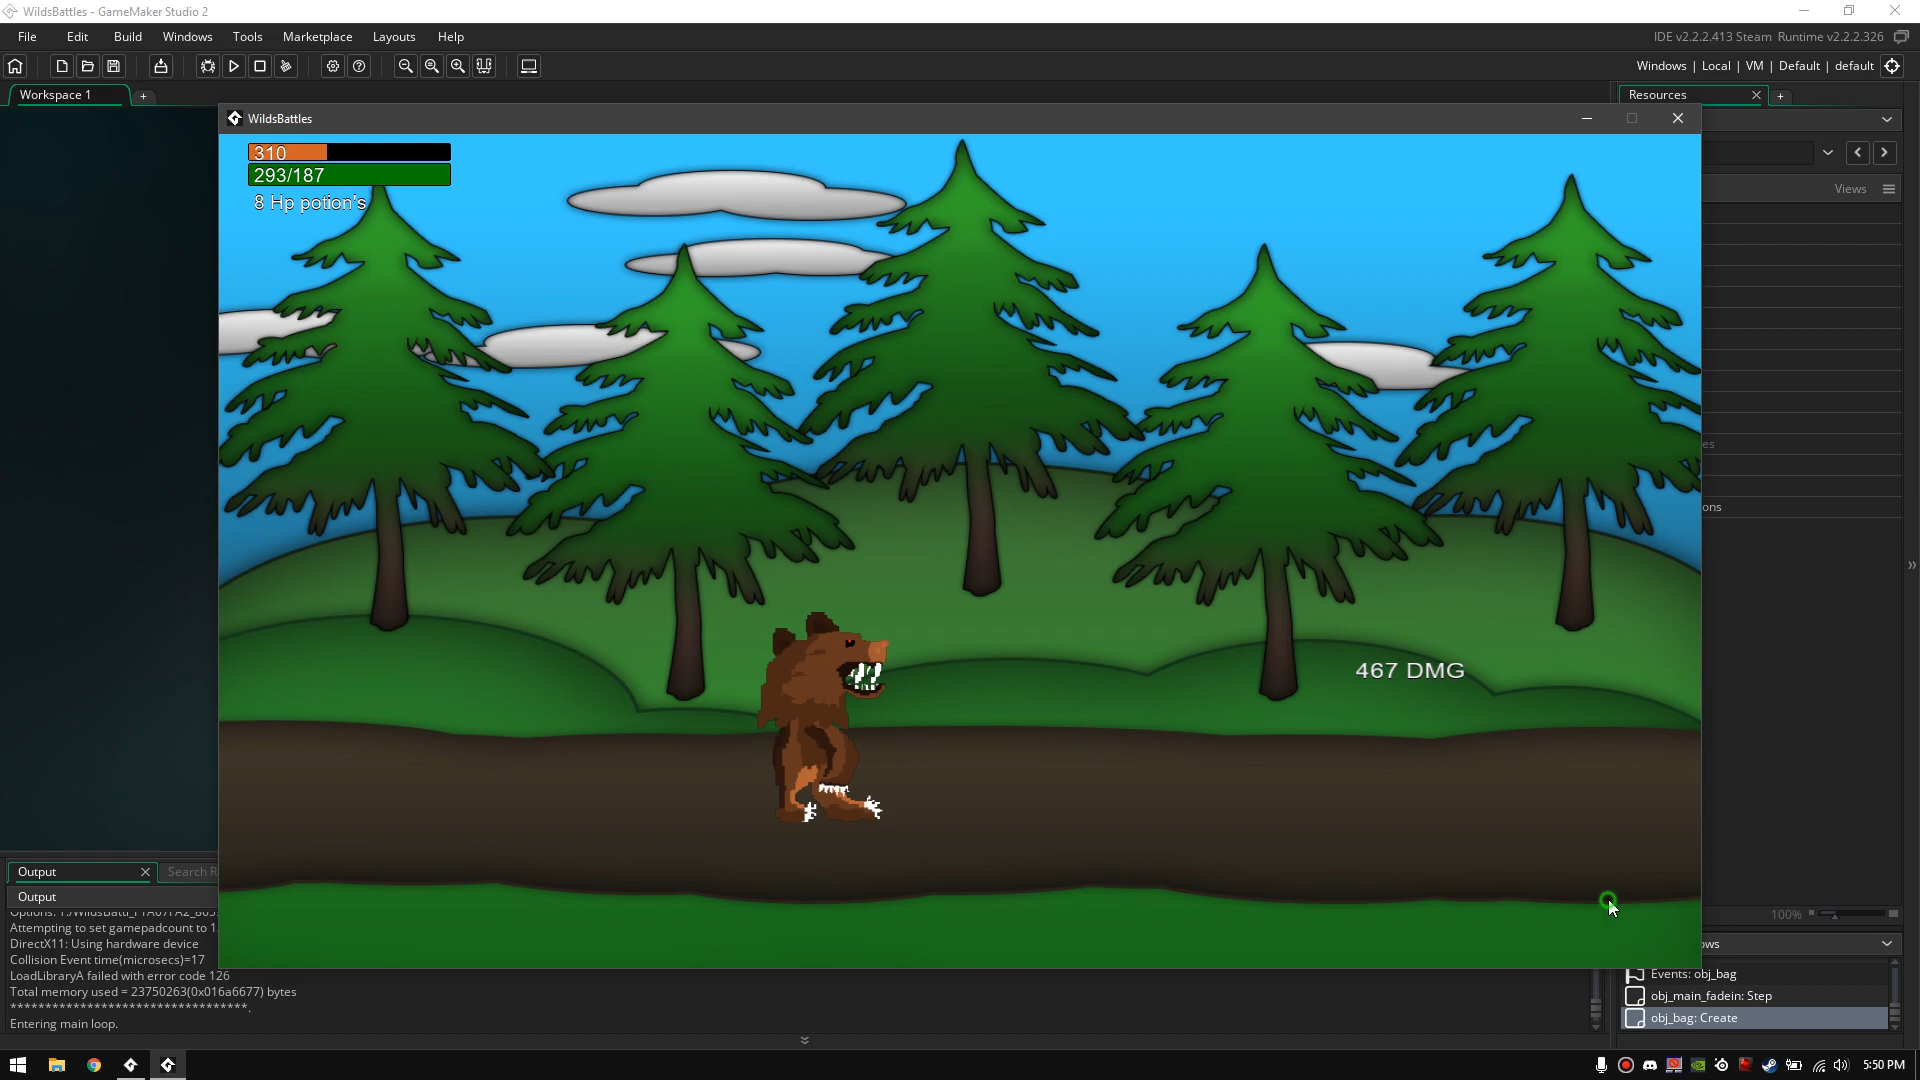 WildsBattles - GameMaker Studio 2
File Edit Build Windows Tools Marketplace Layouts Help
IDE v2.2.2.413 Steam Runtime v2.2.2.326
Windows | Local | VM | Default | default
Workspace 1
Resources
WildsBattles
310
293/187
8 Hp potion's
Views
es
ons
467 DMG
100%
Output
Search R
Output
Attempting to set gamepadcount to 1
DirectX11: Using hardware device
Collision Event time(microsecs)=17
LoadLibraryA failed with error code 126
Total memory used = 23750263(0x016a6677) bytes
**********************************.
Entering main loop.
ows
Events: obj_bag
obj_main_fadein: Step
obj_bag: Create
5:50 PM